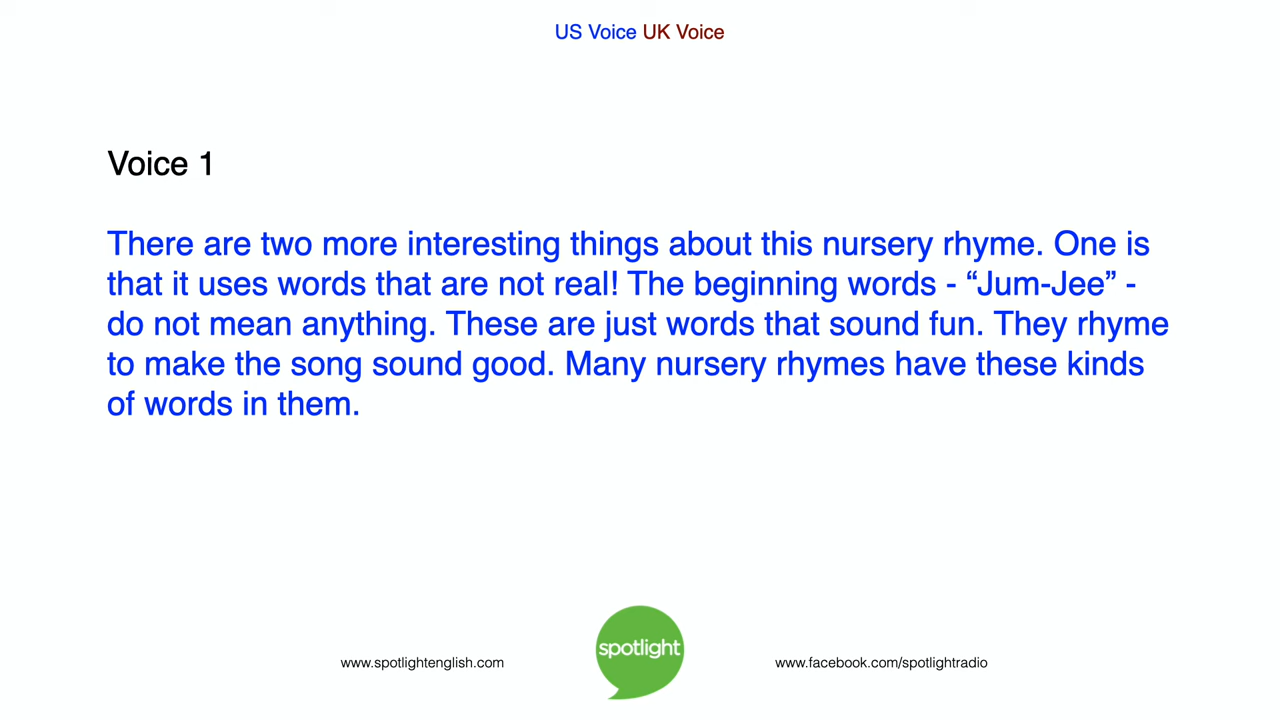 US Voice UK Voice
Voice 1
There are two more interesting things about this nursery rhyme. One is
that it uses words that are not real! The beginning words - “Jum-Jee” -
do not mean anything. These are just words that sound fun. They rhyme
to make the song sound good. Many nursery rhymes have these kinds
of words in them.
www.spotlightenglish.com
spotlight
www.facebook.com/spotlightradio